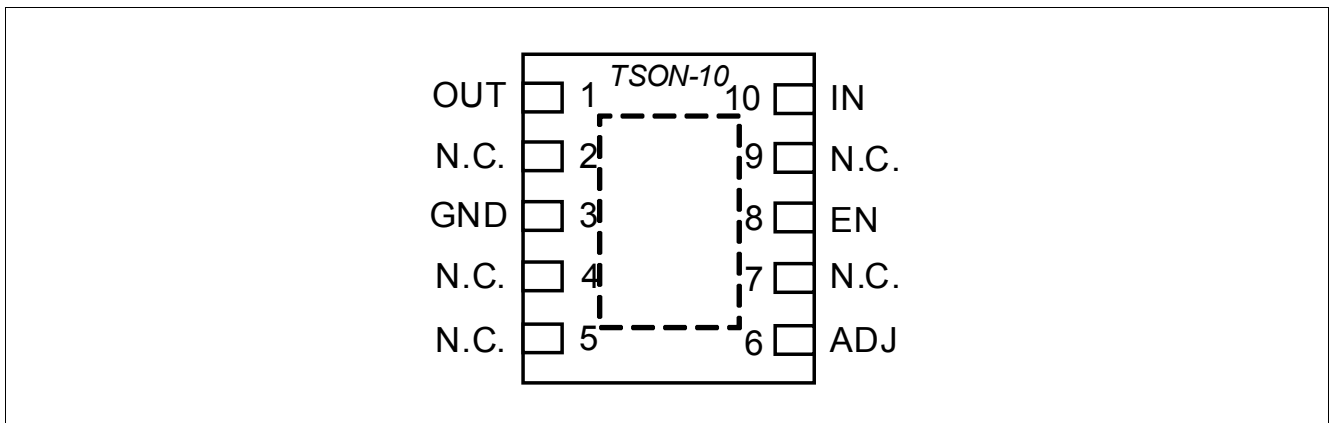 TSON-10
OUT 1 10 IN
N.C. 2 9 N.C.
GND 3 8 EN
N.C. 4 7 N.C.
N.C. 5 6 ADJ